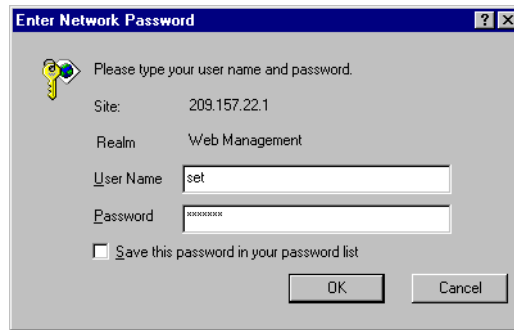 Enter Network Password
Please type your user name and password.
Site: 209.157.22.1
Realm Web Management
User Name set
Password xxxxxxx
Save this password in your password list
OK Cancel